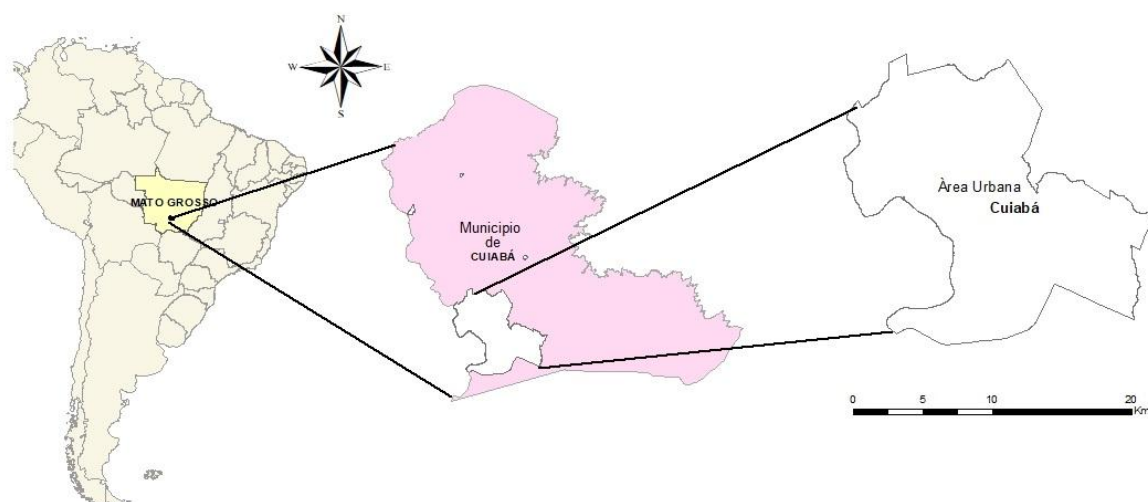 N
W E
S
MATO GROSSO
Municipio
de
CUIABÁ
Àrea Urbana
Cuiabá
0 5 10 20
Km